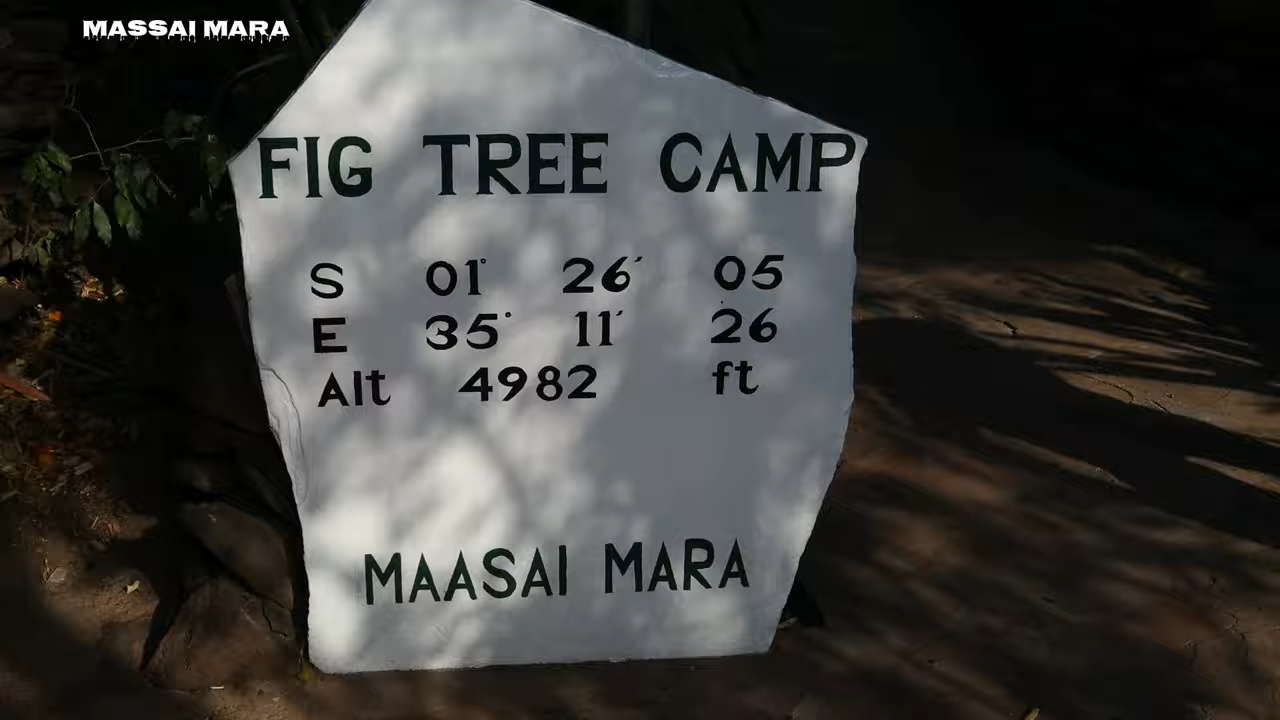 MASSAI MARA
FIG TREE CAMP
S 01° 26' 05
E 35° 11' 26
Alt 4982 ft
MAASAI MARA